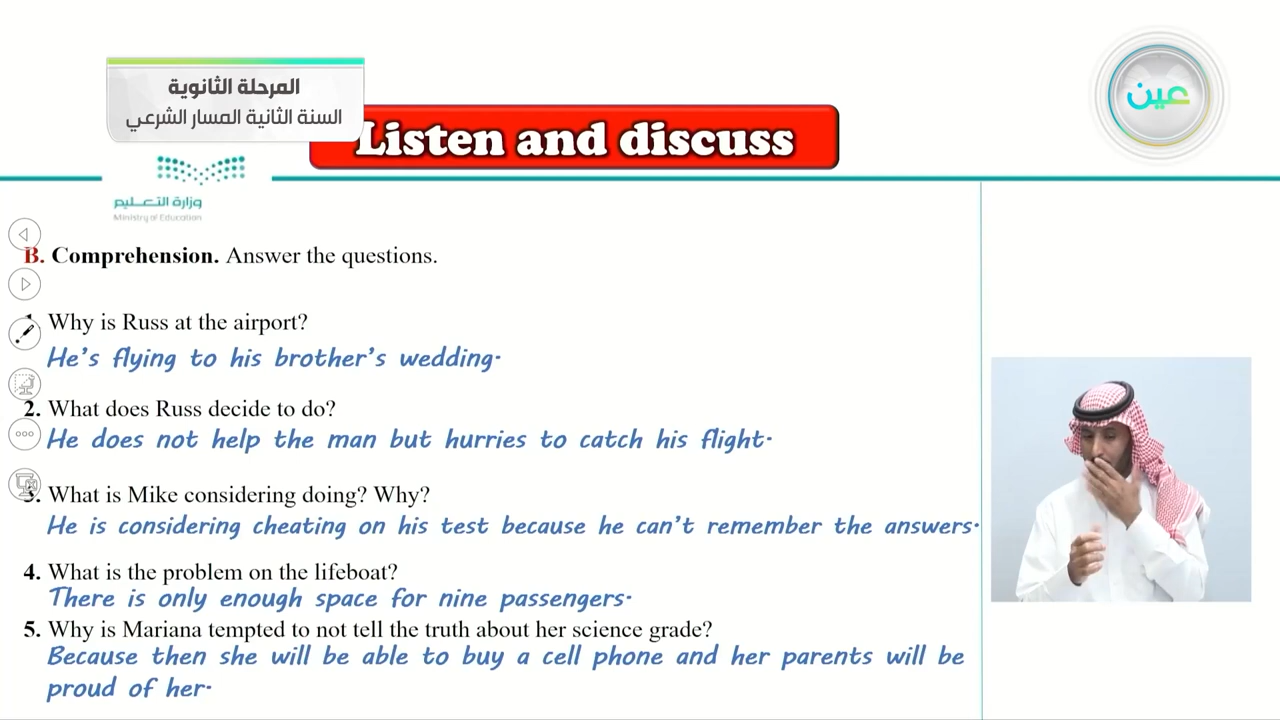 المرحلة الثانوية
السنة الثانية المسار الشرعي
عين
Listen and discuss
وزارة التعليم
Ministry of Education
B. Comprehension. Answer the questions.
Why is Russ at the airport?
He's flying to his brother's wedding.
2. What does Russ decide to do?
He does not help the man but hurries to catch his flight.
3. What is Mike considering doing? Why?
He is considering cheating on his test because he can't remember the answers.
4. What is the problem on the lifeboat?
There is only enough space for nine passengers.
5. Why is Mariana tempted to not tell the truth about her science grade?
Because then she will be able to buy a cell phone and her parents will be
proud of her.